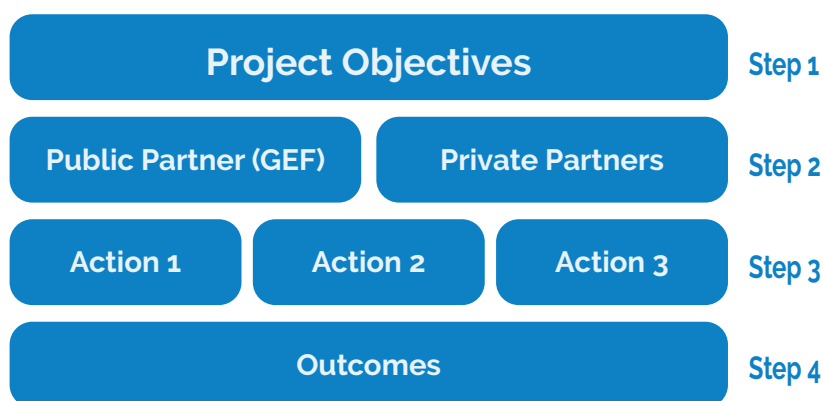 Project Objectives Step 1
Public Partner (GEF) Private Partners Step 2
Action 1 Action 2 Action 3 Step 3
Outcomes Step 4